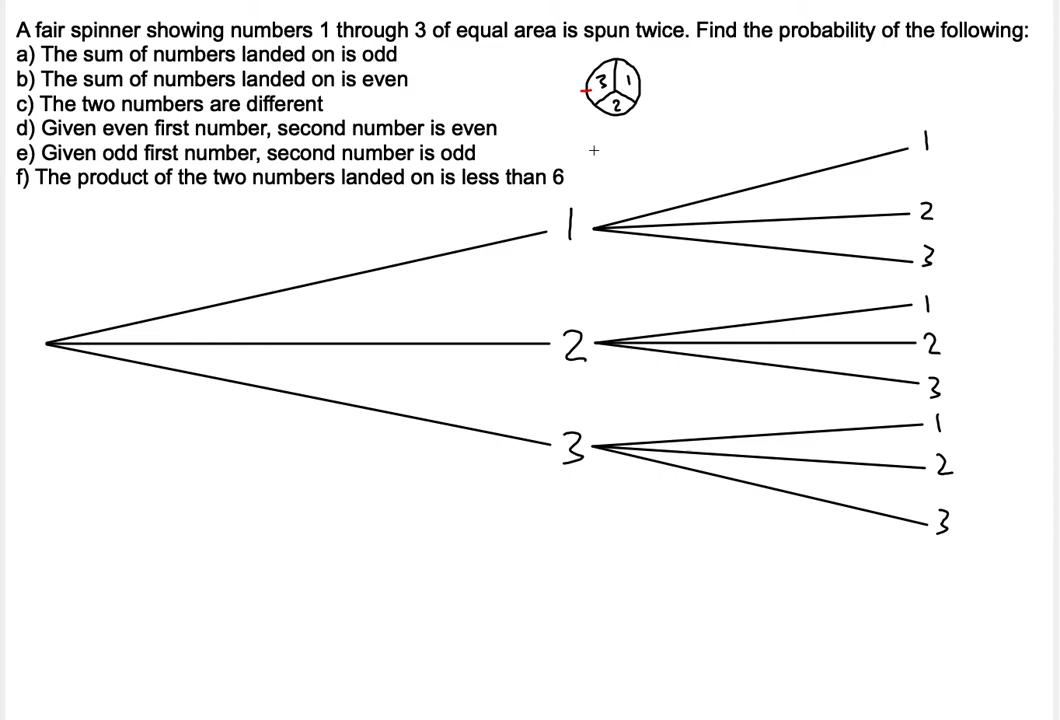 A fair spinner showing numbers 1 through 3 of equal area is spun twice. Find the probability of the following:
a) The sum of numbers landed on is odd
b) The sum of numbers landed on is even
c) The two numbers are different
d) Given even first number, second number is even
e) Given odd first number, second number is odd
f) The product of the two numbers landed on is less than 6
3 1
2
1
2
3
1
2
3
1
2
3
1
2
3